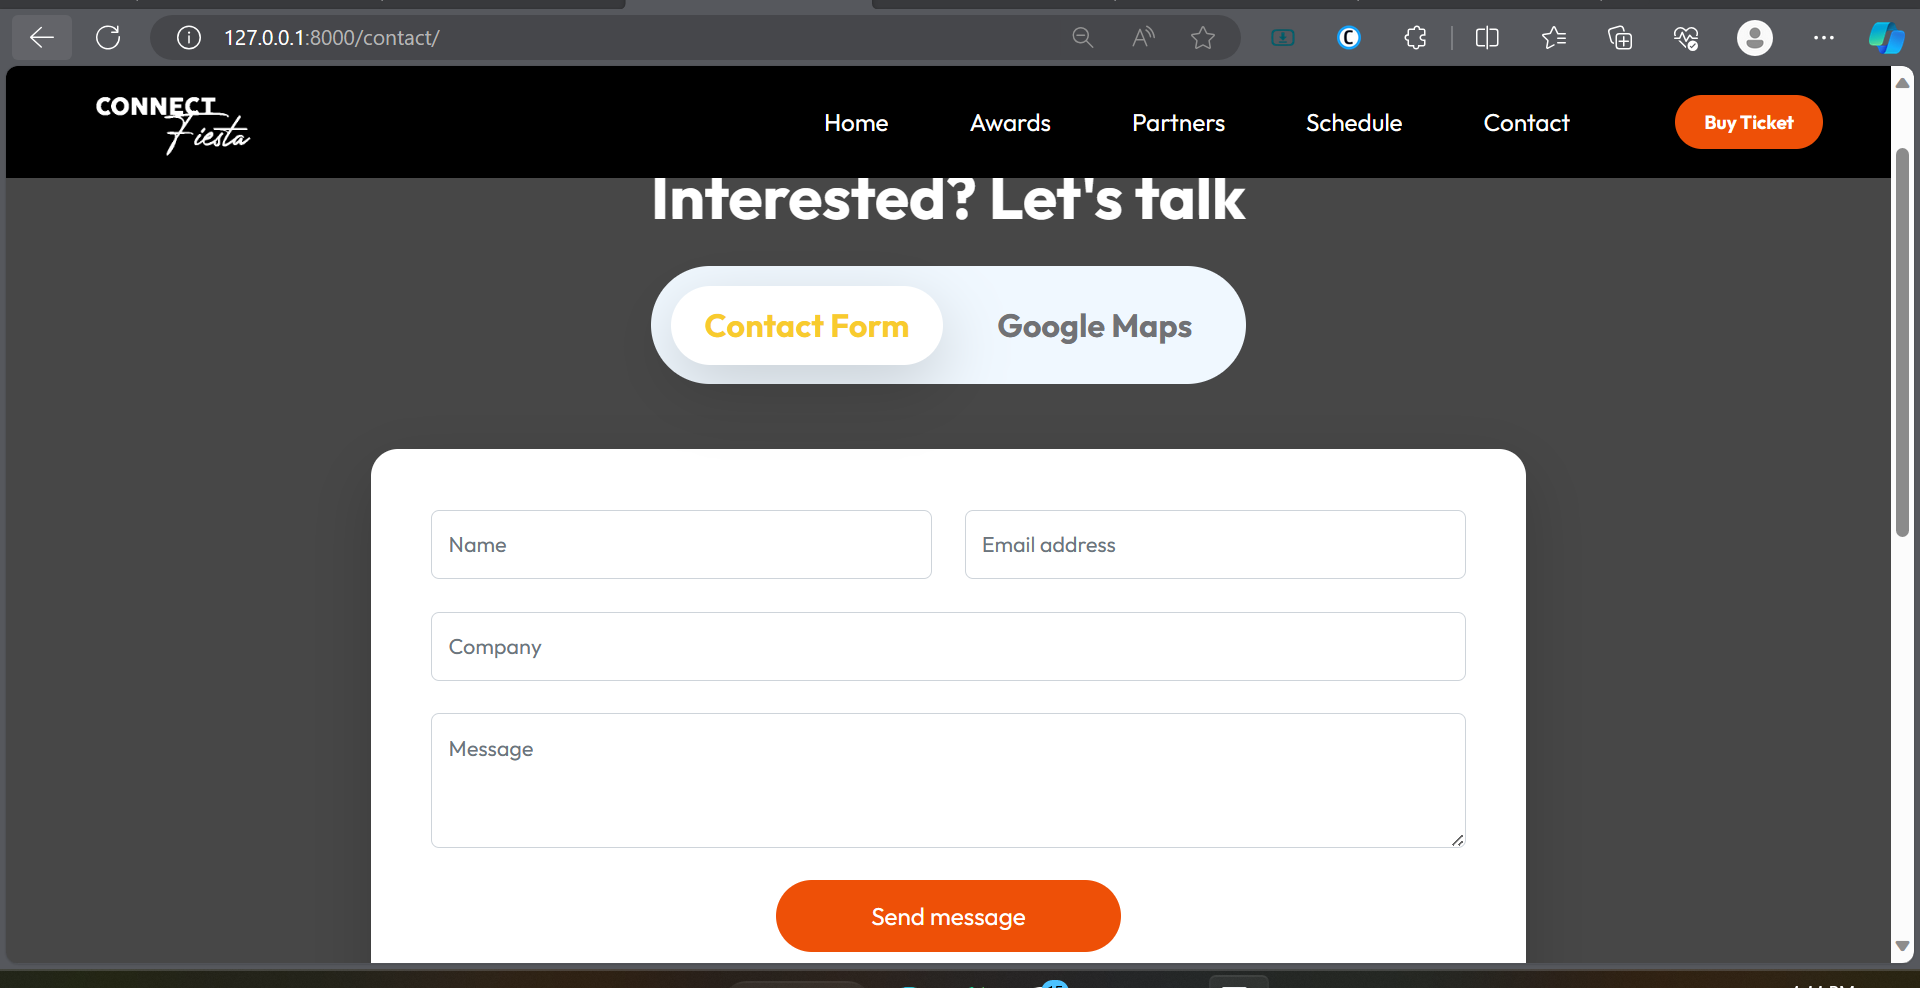 127.0.0.1:8000/contact/
CONNECT
Fiesta
Home Awards Partners Schedule Contact Buy Ticket
Interested? Let's talk
Contact Form Google Maps
Name Email address
Company
Message
Send message